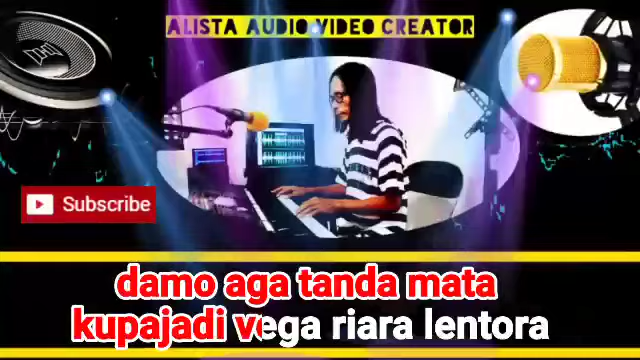 ALISTA AUDIO VIDEO CREATOR
Subscribe
damo aga tanda mata
kupajadi vega riara lentora